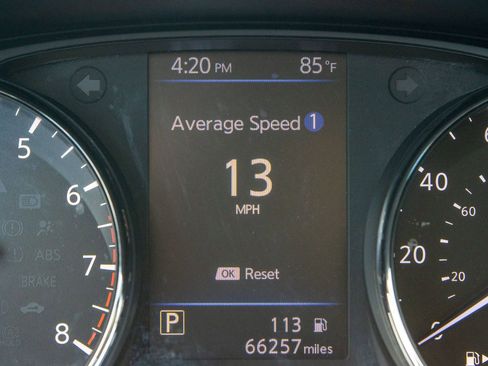 4:20 PM 85°F
Average Speed 1
13
MPH
OK Reset
P 113
66257 miles
5
6
7
8
ABS
BRAKE
40
60
20
20
0